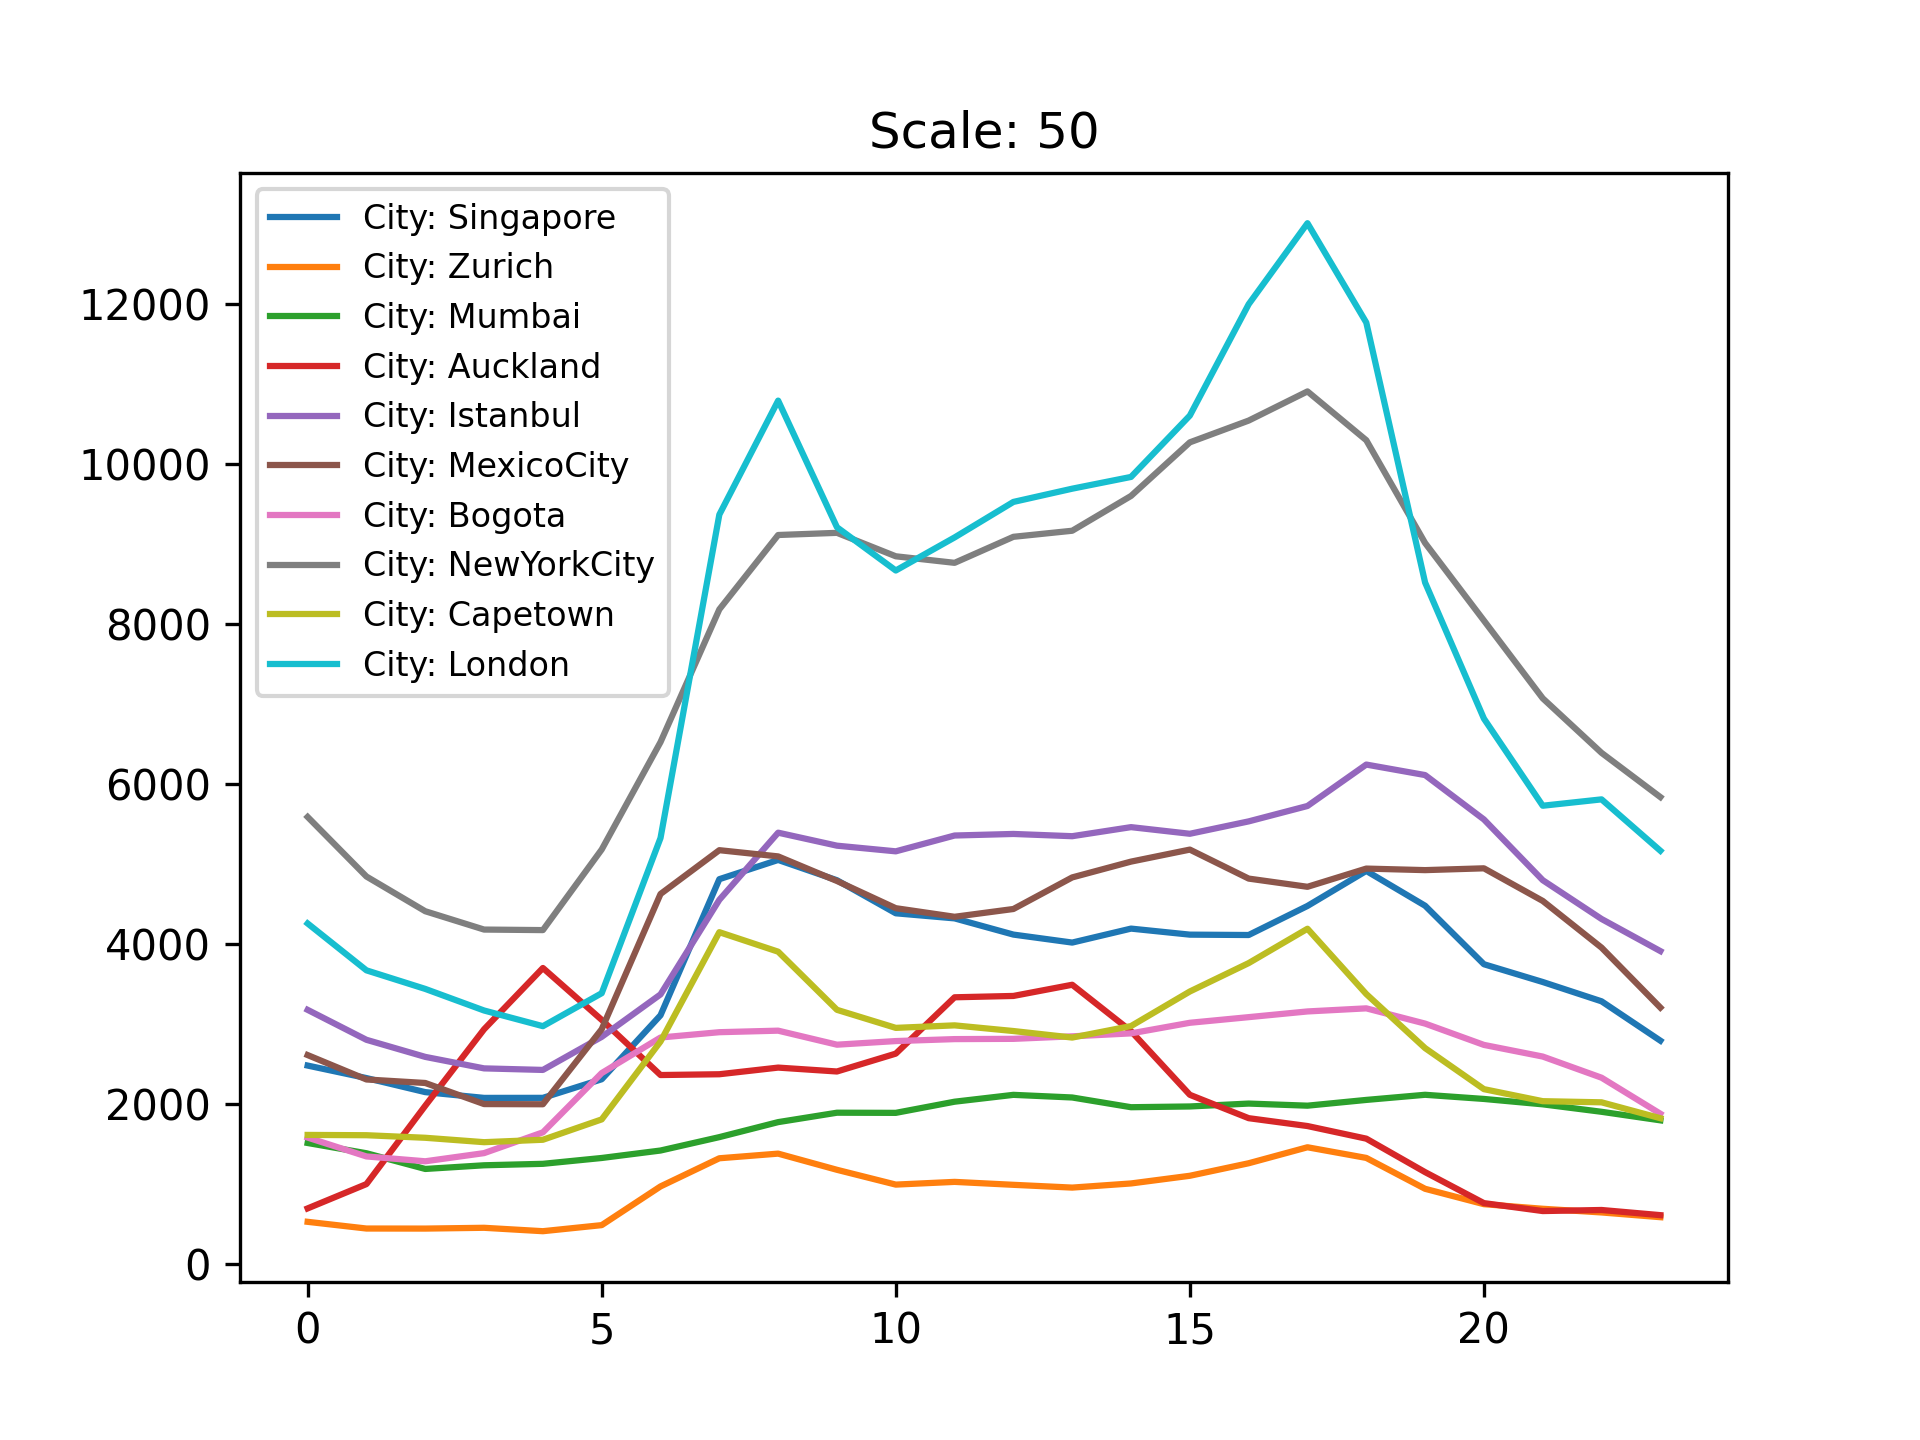 Scale: 50
City: Singapore
City: Zurich
City: Mumbai
City: Auckland
City: Istanbul
City: MexicoCity
City: Bogota
City: NewYorkCity
City: Capetown
City: London
12000
10000
8000
6000
4000
2000
0
0 5 10 15 20